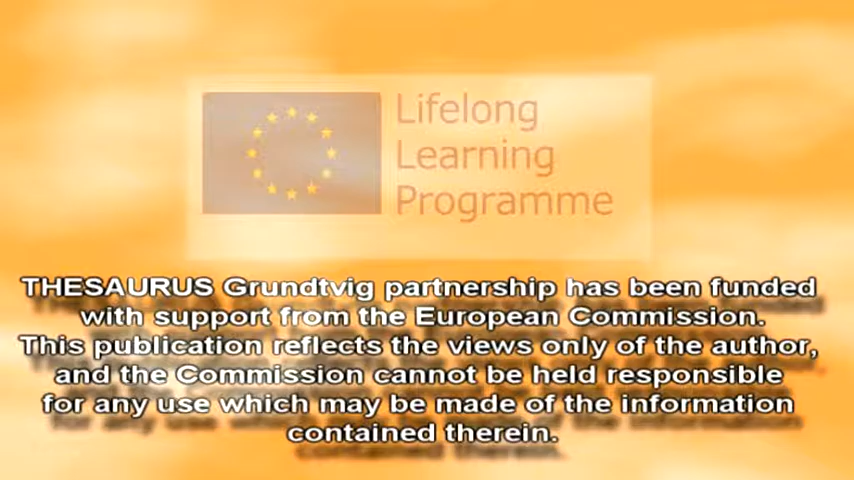 Lifelong
Learning
Programme
THESAURUS Grundtvig partnership has been funded
with support from the European Commission.
This publication reflects the views only of the author,
and the Commission cannot be held responsible
for any use which may be made of the information
contained therein.